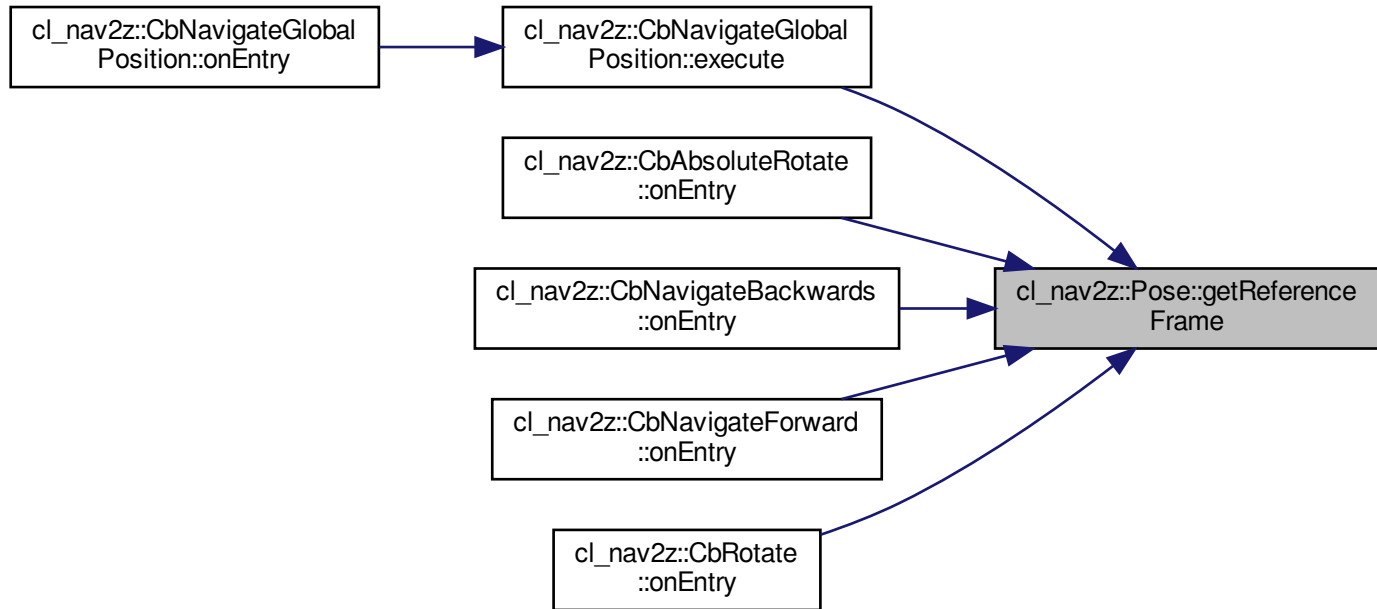 cl_nav2z::CbNavigateGlobal
Position::onEntry
cl_nav2z::CbNavigateGlobal
Position::execute
cl_nav2z::CbAbsoluteRotate
::onEntry
cl_nav2z::CbNavigateBackwards
::onEntry
cl_nav2z::CbNavigateForward
::onEntry
cl_nav2z::CbRotate
::onEntry
cl_nav2z::Pose::getReference
Frame